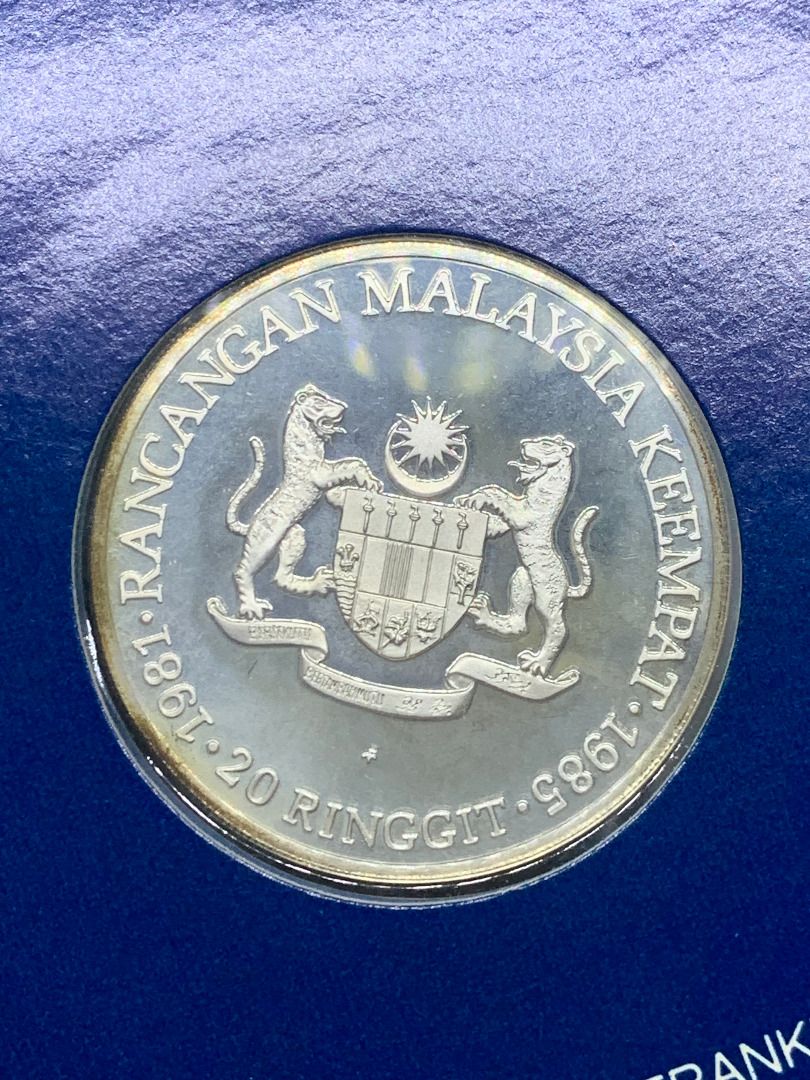 RANCANGAN MALAYSIA KEEMPAT · 1985 ·
1981 · 20 RINGGIT